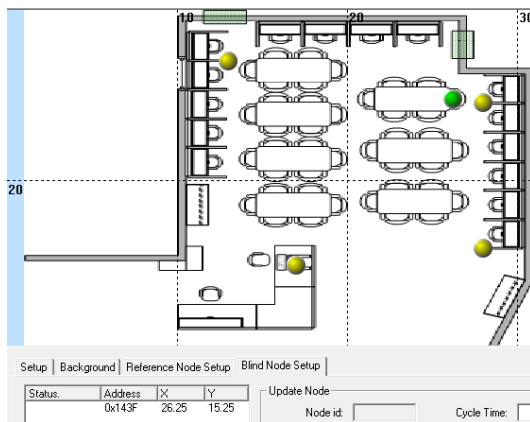 10 20 30
20
Setup Background Reference Node Setup Blind Node Setup
Status. Address X Y
0x143F 26.25 15.25
Update Node
Node id: Cycle Time: